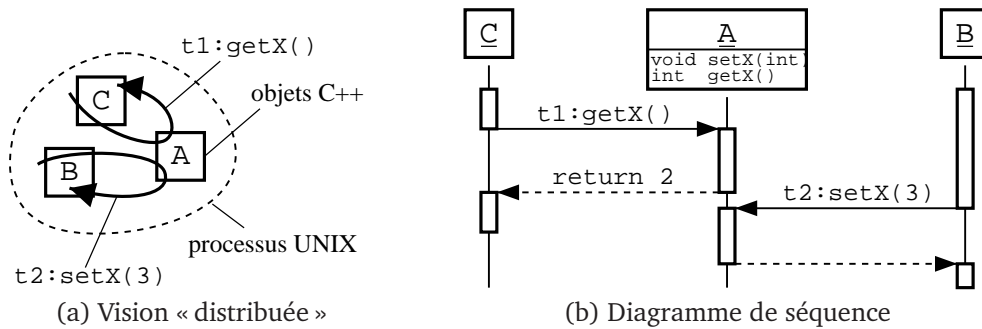 t1:getX()
C
objets C++
A
B
processus UNIX
t2:setX(3)
(a) Vision « distribuée »
C
A
void setX(int)
int getX()
B
t1:getX()
return 2
t2:setX(3)
(b) Diagramme de séquence